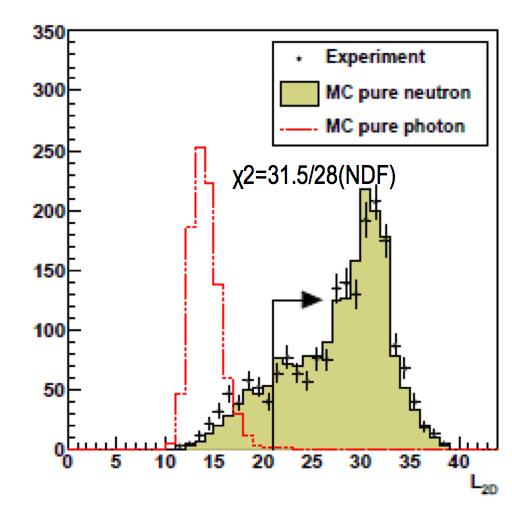 350
300
250
200
150
100
50
0
Experiment
MC pure neutron
MC pure photon
χ2=31.5/28(NDF)
0 5 10 15 20 25 30 35 40
L2D